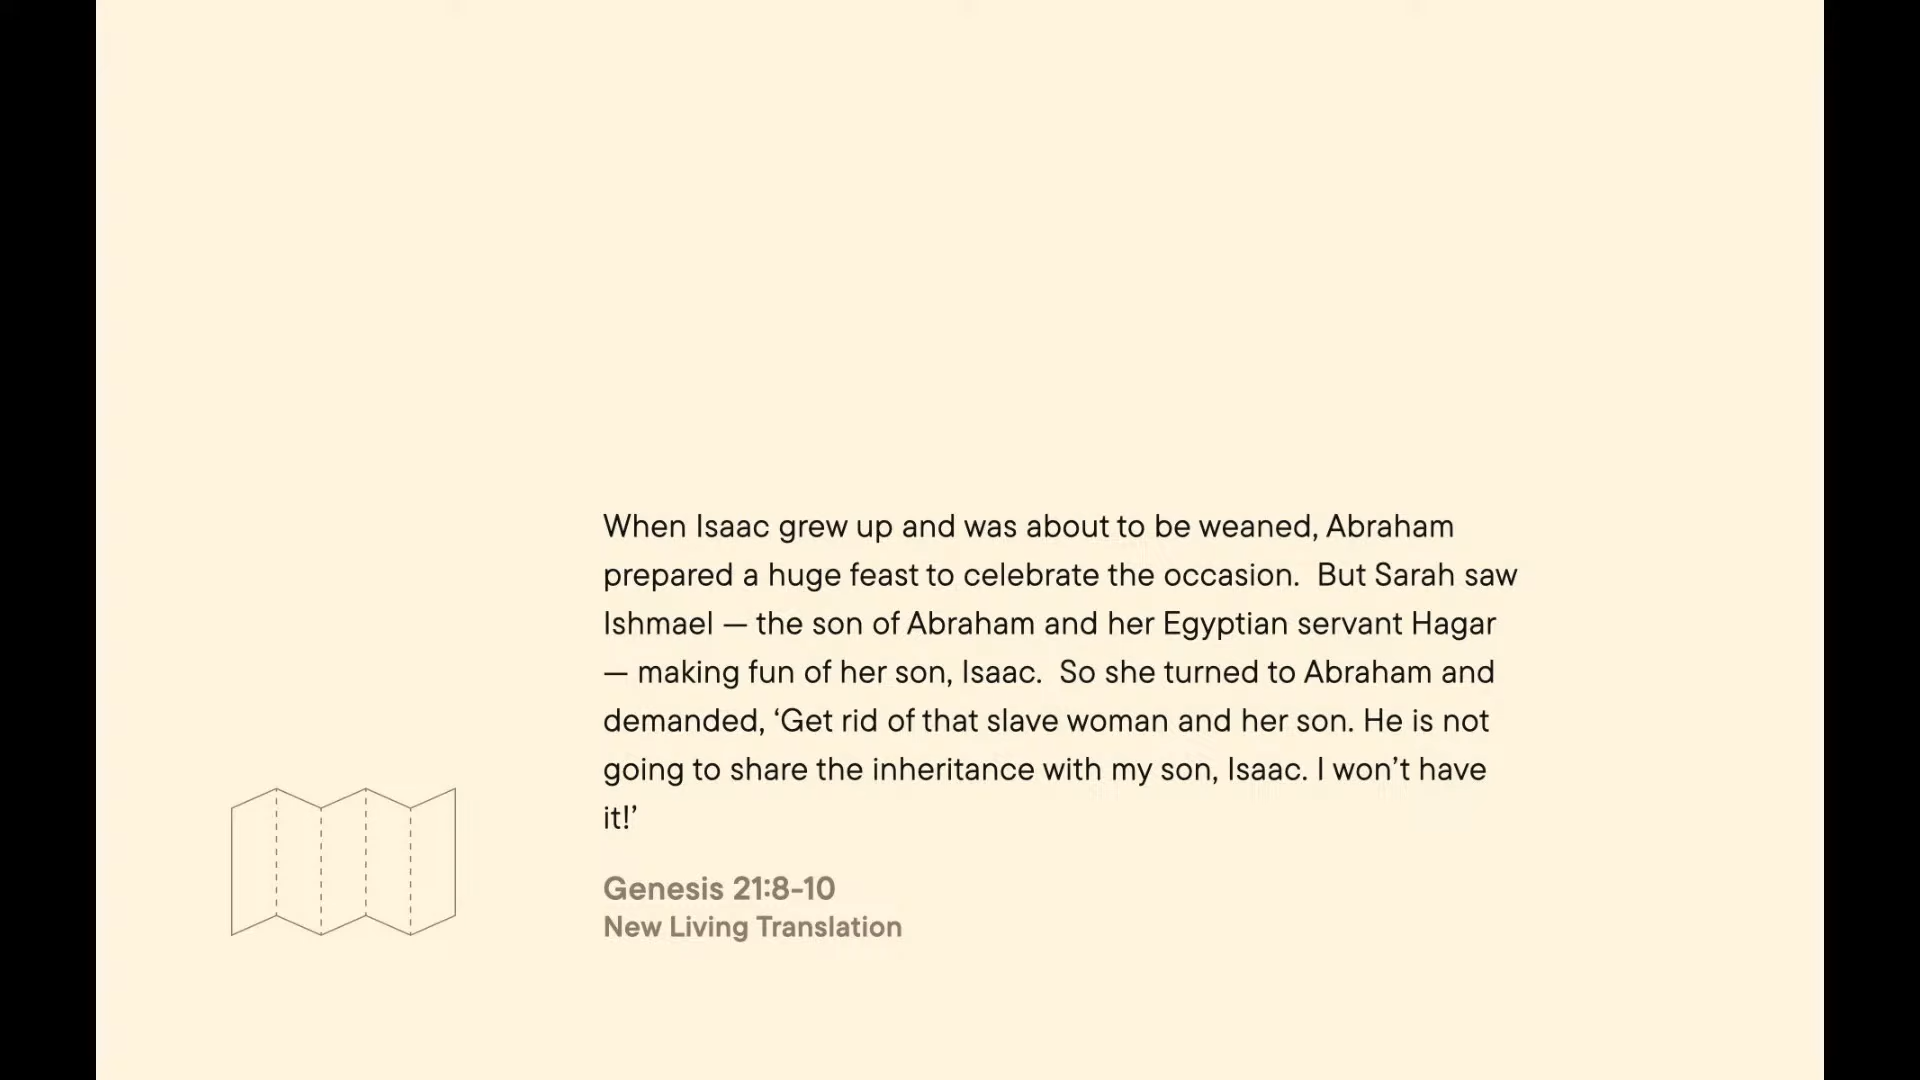 When Isaac grew up and was about to be weaned, Abraham
prepared a huge feast to celebrate the occasion.  But Sarah saw
Ishmael — the son of Abraham and her Egyptian servant Hagar
— making fun of her son, Isaac.  So she turned to Abraham and
demanded, ‘Get rid of that slave woman and her son. He is not
going to share the inheritance with my son, Isaac. I won’t have
it!’
Genesis 21:8-10
New Living Translation